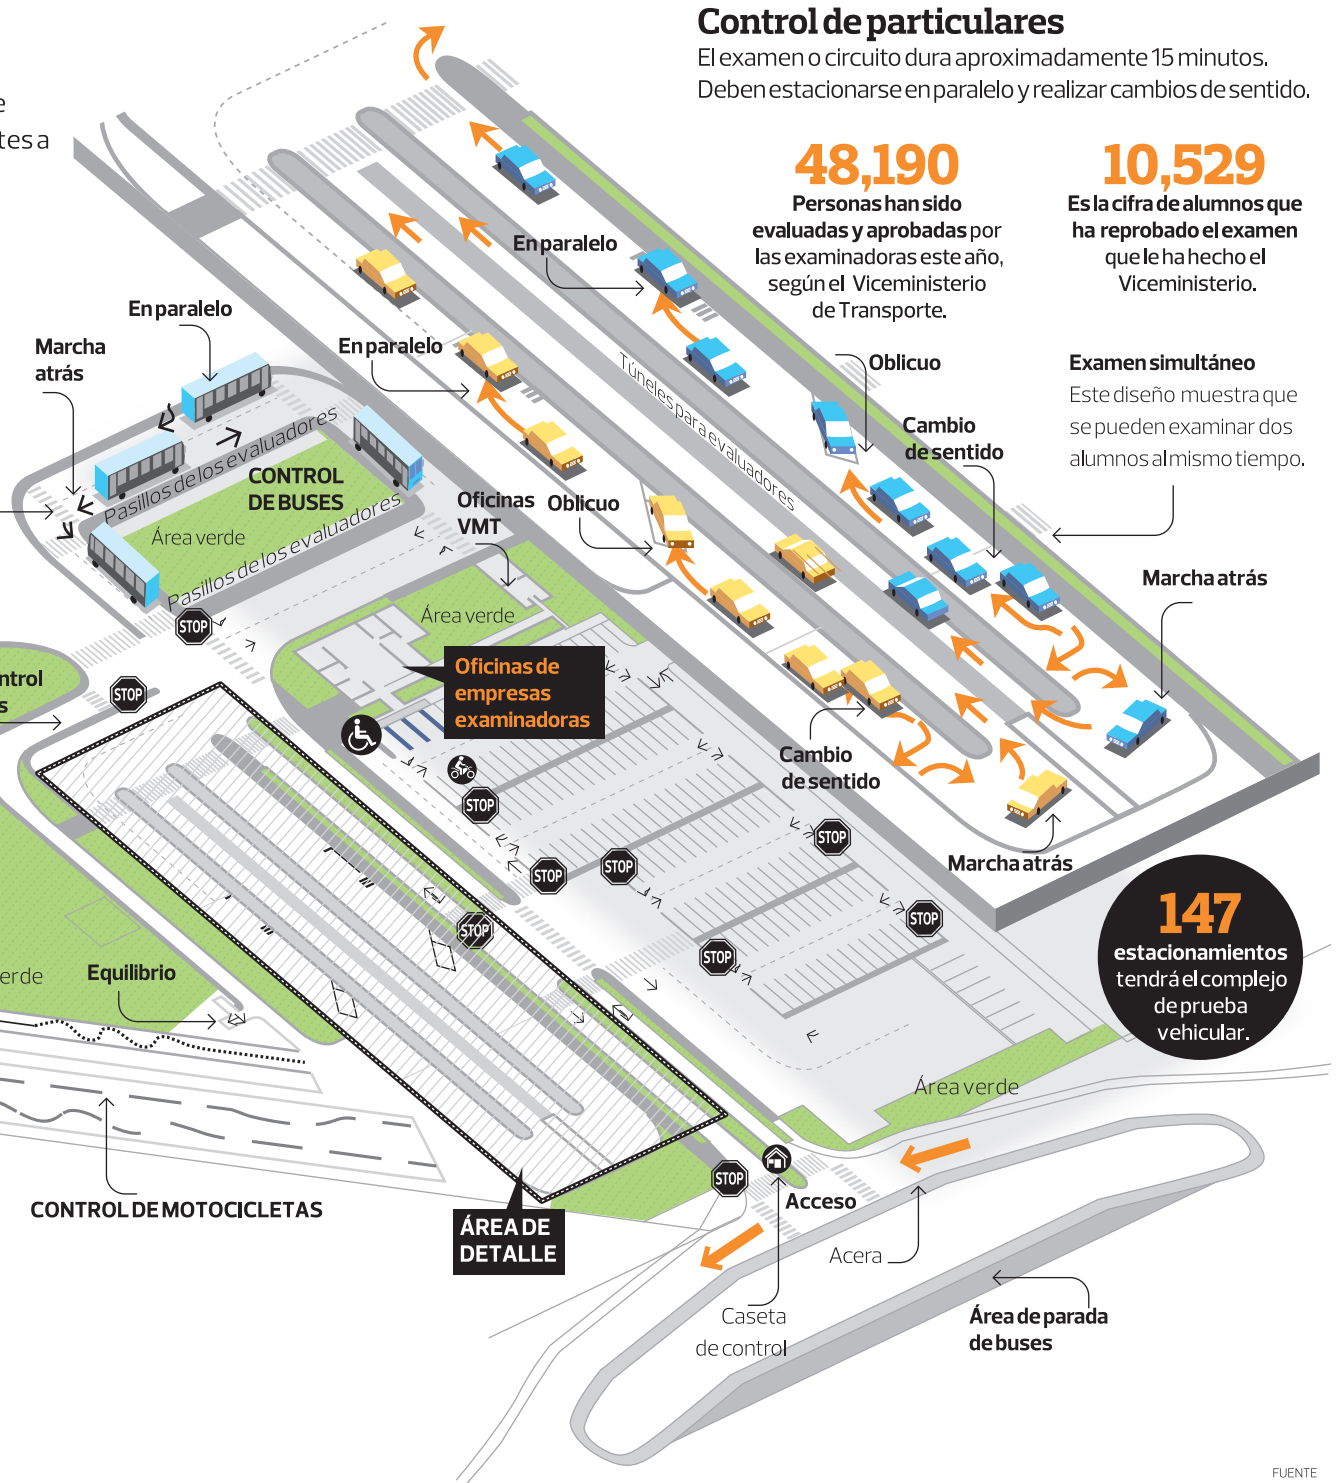 Control de particulares
El examen o circuito dura aproximadamente 15 minutos.
Deben estacionarse en paralelo y realizar cambios de sentido.
e
tes a
48,190
Personas han sido
evaluadas y aprobadas por
las examinadoras este año,
según el Viceministerio
de Transporte.
10,529
Es la cifra de alumnos que
ha reprobado el examen
que le ha hecho el
Viceministerio.
En paralelo
En paralelo
Marcha
atrás
En paralelo
Túneles para evaluadores
Oblicuo
Cambio
de sentido
Examen simultáneo
Este diseño muestra que
se pueden examinar dos
alumnos al mismo tiempo.
Pasillos de los evaluadores
CONTROL
DE BUSES
Área verde
Pasillos de los evaluadores
Oficinas
VMT
Oblicuo
Marcha atrás
STOP
Área verde
Oficinas de
empresas
examinadoras
ntrol
s
STOP
Cambio
de sentido
STOP
STOP
STOP
STOP
Marcha atrás
STOP
STOP
STOP
147
estacionamientos
tendrá el complejo
de prueba
vehicular.
erde
Equilibrio
Área verde
CONTROL DE MOTOCICLETAS
STOP
Acceso
ÁREA DE
DETALLE
Acera
Caseta
de control
Área de parada
de buses
FUENTE